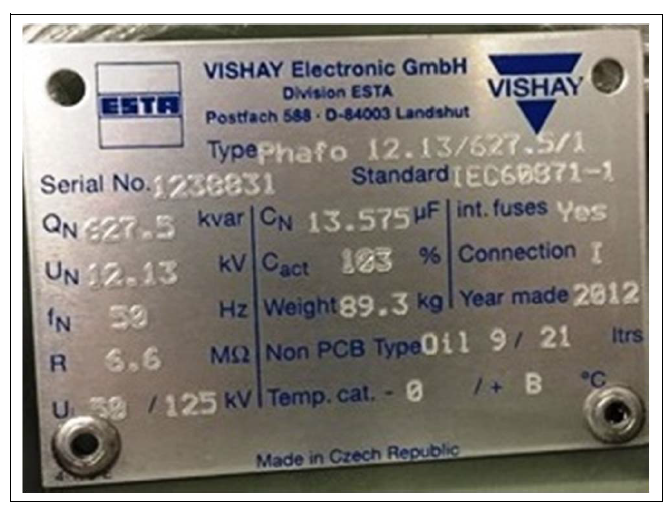 ESTA
VISHAY Electronic GmbH
Division ESTA
Postfach 588 · D-84003 Landshut
VISHAY
Type Phafo 12.13/627.5/1
Serial No. 1230831 Standard IEC60871-1
QN 627.5 kvar CN 13.575 µF int. fuses Yes
UN 12.13 kV Cact 103 % Connection I
fN 50 Hz Weight 89.3 kg Year made 2012
R 6.6 MΩ Non PCB Type Oil 9 / 21 ltrs
Ui 50 / 125 kV Temp. cat. - 0 / + B °C
Made in Czech Republic